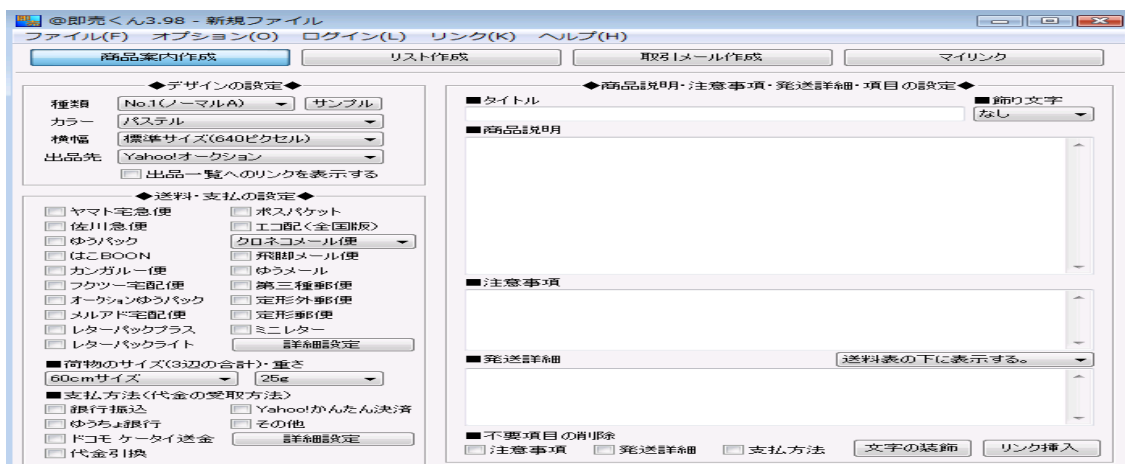 @即売くん3.98 - 新規ファイル
ファイル(F) オプション(O) ログイン(L) リンク(K) ヘルプ(H)
商品案内作成 リスト作成 取引メール作成 マイリンク
◆デザインの設定◆
種類 No.1(ノーマルA) サンプル
カラー パステル
横幅 標準サイズ(640ピクセル)
出品先 Yahoo!オークション
出品一覧へのリンクを表示する
◆送料・支払の設定◆
ヤマト宅急便 ポスパケット
佐川急便 エコ配<全国版>
ゆうパック クロネコメール便
はこBOON 飛脚メール便
カンガルー便 ゆうメール
フクツー宅配便 第三種郵便
オークションゆうパック 定形外郵便
メルアド宅配便 定形郵便
レターパックプラス ミニレター
レターパックライト 詳細設定
■荷物のサイズ(3辺の合計)・重さ
60cmサイズ 25g
■支払方法<代金の受取方法>
銀行振込 Yahoo!かんたん決済
ゆうちょ銀行 その他
ドコモ ケータイ送金 詳細設定
代金引換
◆商品説明・注意事項・発送詳細・項目の設定◆
■タイトル ■飾り文字
なし
■商品説明
■注意事項
■発送詳細 送料表の下に表示する。
■不要項目の削除
注意事項 発送詳細 支払方法 文字の装飾 リンク挿入